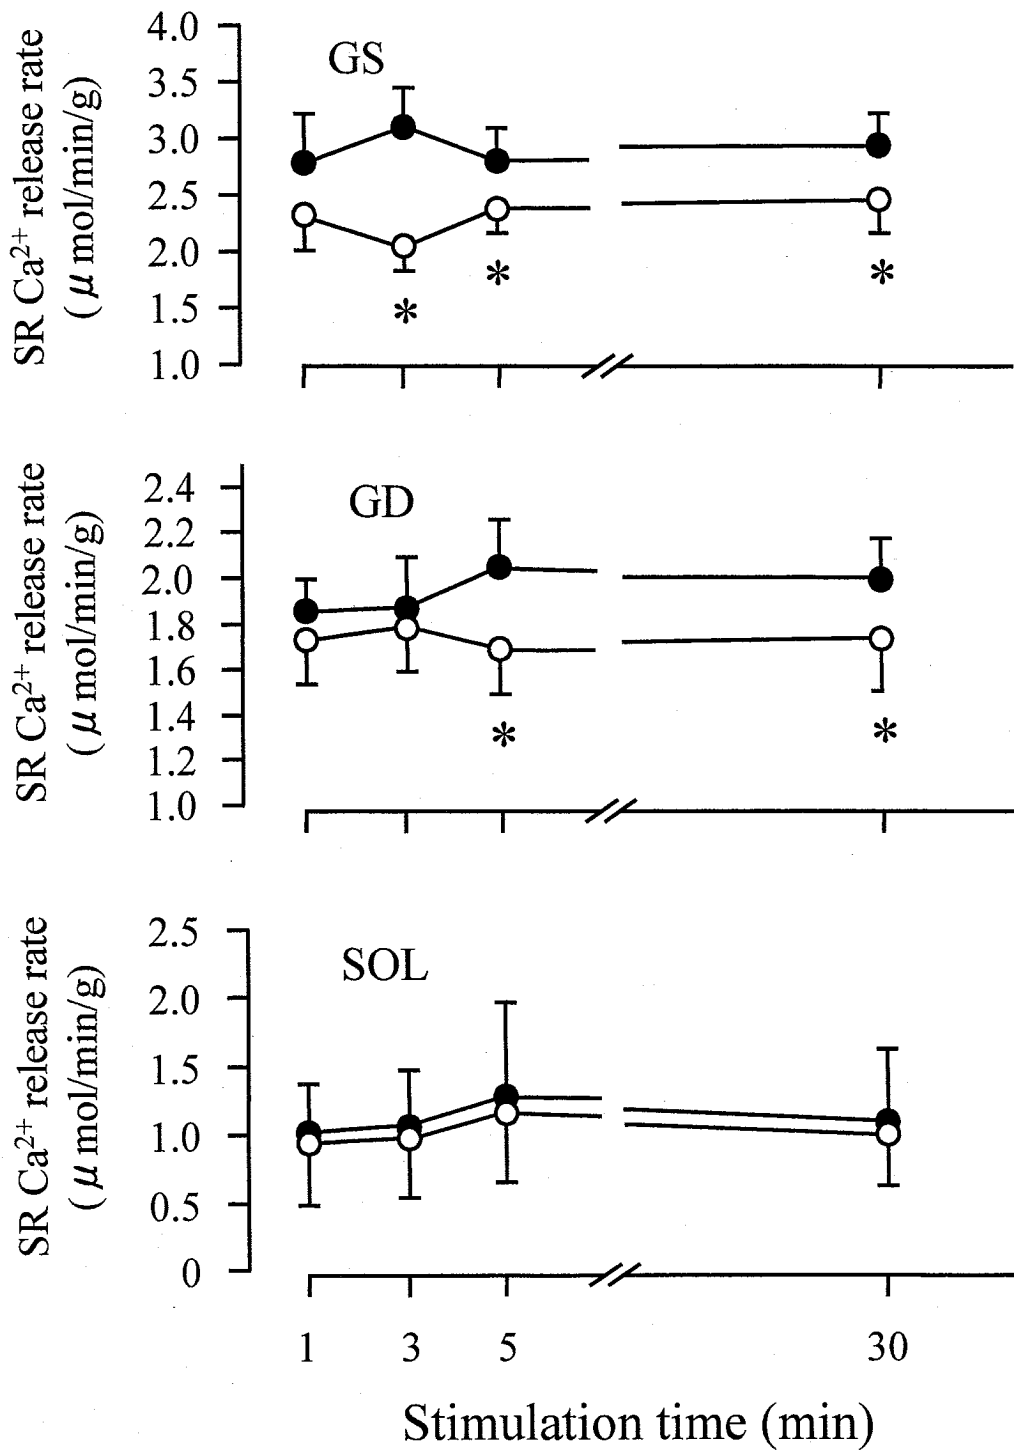 SR Ca²⁺ release rate
(μ mol/min/g)
4.0
3.5
3.0
2.5
2.0
1.5
1.0
GS
*
*
*
SR Ca²⁺ release rate
(μ mol/min/g)
2.4
2.2
2.0
1.8
1.6
1.4
1.2
1.0
GD
*
*
SR Ca²⁺ release rate
(μ mol/min/g)
2.5
2.0
1.5
1.0
0.5
0
SOL
1 3 5 30
Stimulation time (min)